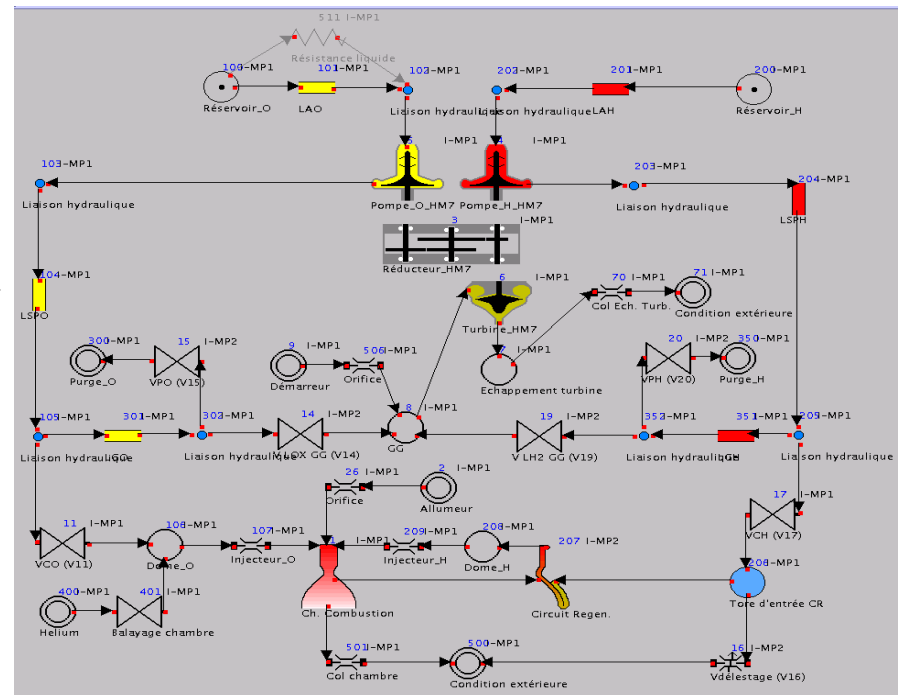 511 I-MP1
Résistance liquide
100-MP1
Réservoir_O
101-MP1
LAO
102-MP1
Liaison hydraulique
202-MP1
Liaison hydraulique
201-MP1
LAH
200-MP1
Réservoir_H
103-MP1
Liaison hydraulique
5 I-MP1
Pompe_O_HM7
4 I-MP1
Pompe_H_HM7
203-MP1
Liaison hydraulique
204-MP1
LSPH
3 I-MP1
Réducteur_HM7
104-MP1
LSPO
6 I-MP1
Turbine_HM7
70 I-MP1
Col Ech. Turb.
71 I-MP1
Condition extérieure
300-MP1
Purge_O
15 I-MP2
VPO (V15)
9 I-MP1
Démarreur
506 I-MP1
Orifice
7 I-MP1
Echappement turbine
20 I-MP2
VPH (V20)
350-MP1
Purge_H
105-MP1
Liaison hydraulique
301-MP1
302-MP1
Liaison hydraulique
14 I-MP2
V LOX GG (V14)
8 I-MP1
GG
19 I-MP2
V LH2 GG (V19)
352-MP1
Liaison hydraulique
351-MP1
205-MP1
Liaison hydraulique
26 I-MP1
Orifice
2 I-MP1
Allumeur
11 I-MP1
VCO (V11)
106-MP1
Dome_O
107 I-MP1
Injecteur_O
1 I-MP1
Ch. Combustion
209 I-MP1
Injecteur_H
208-MP1
Dome_H
207 I-MP2
Circuit Regen.
17 I-MP1
VCH (V17)
206-MP1
Tore d'entrée CR
400-MP1
Helium
401 I-MP1
Balayage chambre
501 I-MP1
Col chambre
500-MP1
Condition extérieure
16 I-MP2
Vdélestage (V16)